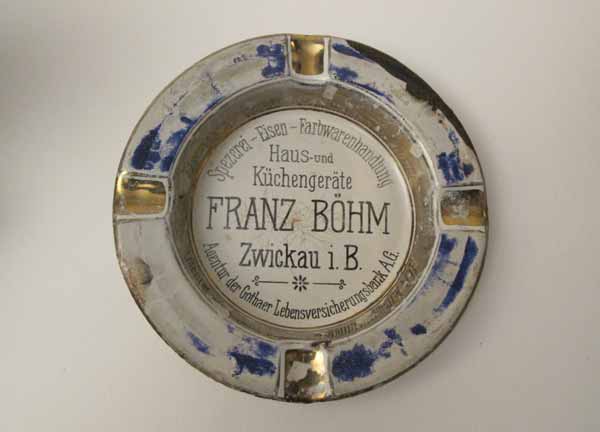 Spezerei - Eisen - Farbwarenhandlung
Haus- und
Küchengeräte
FRANZ BÖHM
Zwickau i. B.
Agentur der Gothaer Lebensversicherungsbank A.G.